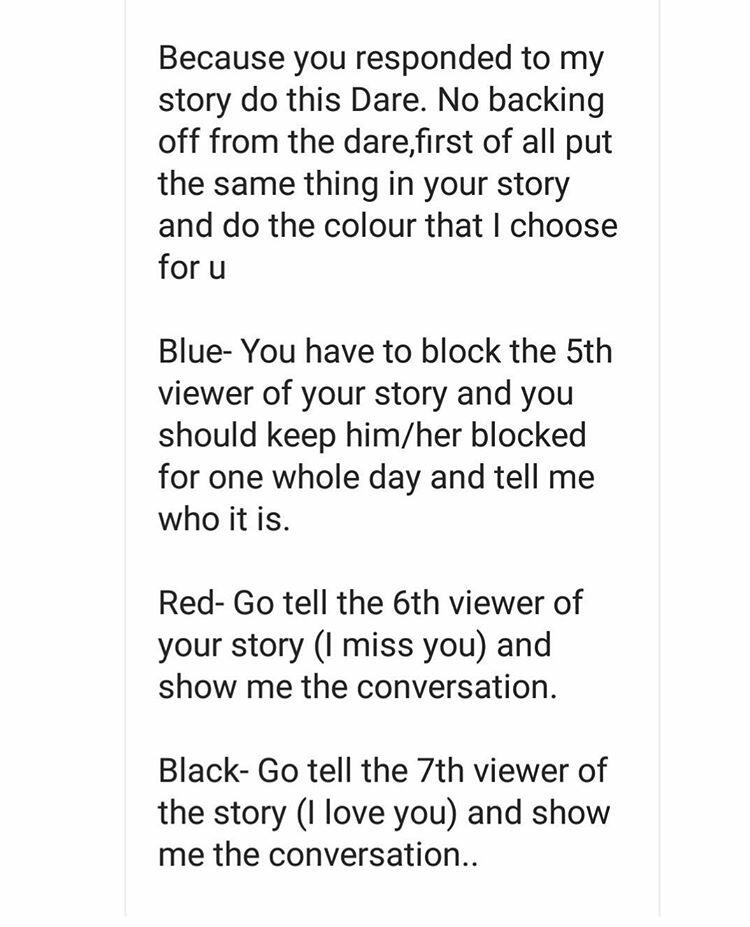 Because you responded to my
story do this Dare. No backing
off from the dare,first of all put
the same thing in your story
and do the colour that I choose
for u
Blue- You have to block the 5th
viewer of your story and you
should keep him/her blocked
for one whole day and tell me
who it is.
Red- Go tell the 6th viewer of
your story (I miss you) and
show me the conversation.
Black- Go tell the 7th viewer of
the story (I love you) and show
me the conversation..